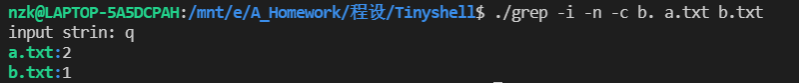 nzk@LAPTOP-5A5DCPAH:/mnt/e/A_Homework/程设/Tinyshell$ ./grep -i -n -c b. a.txt b.txt
input strin: q
a.txt:2
b.txt:1